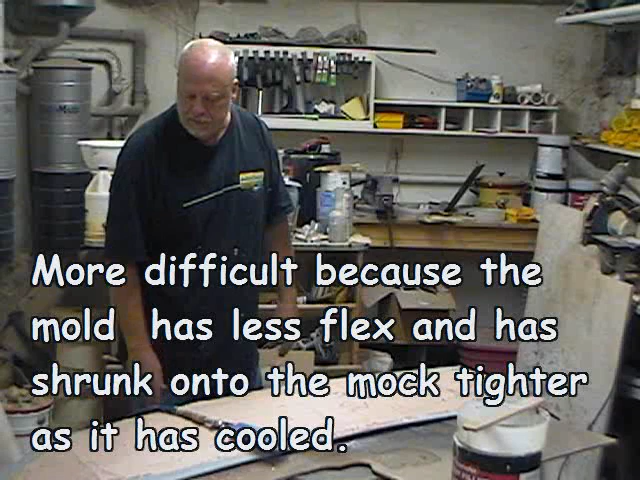 More difficult because the
mold  has less flex and has
shrunk onto the mock tighter
as it has cooled.